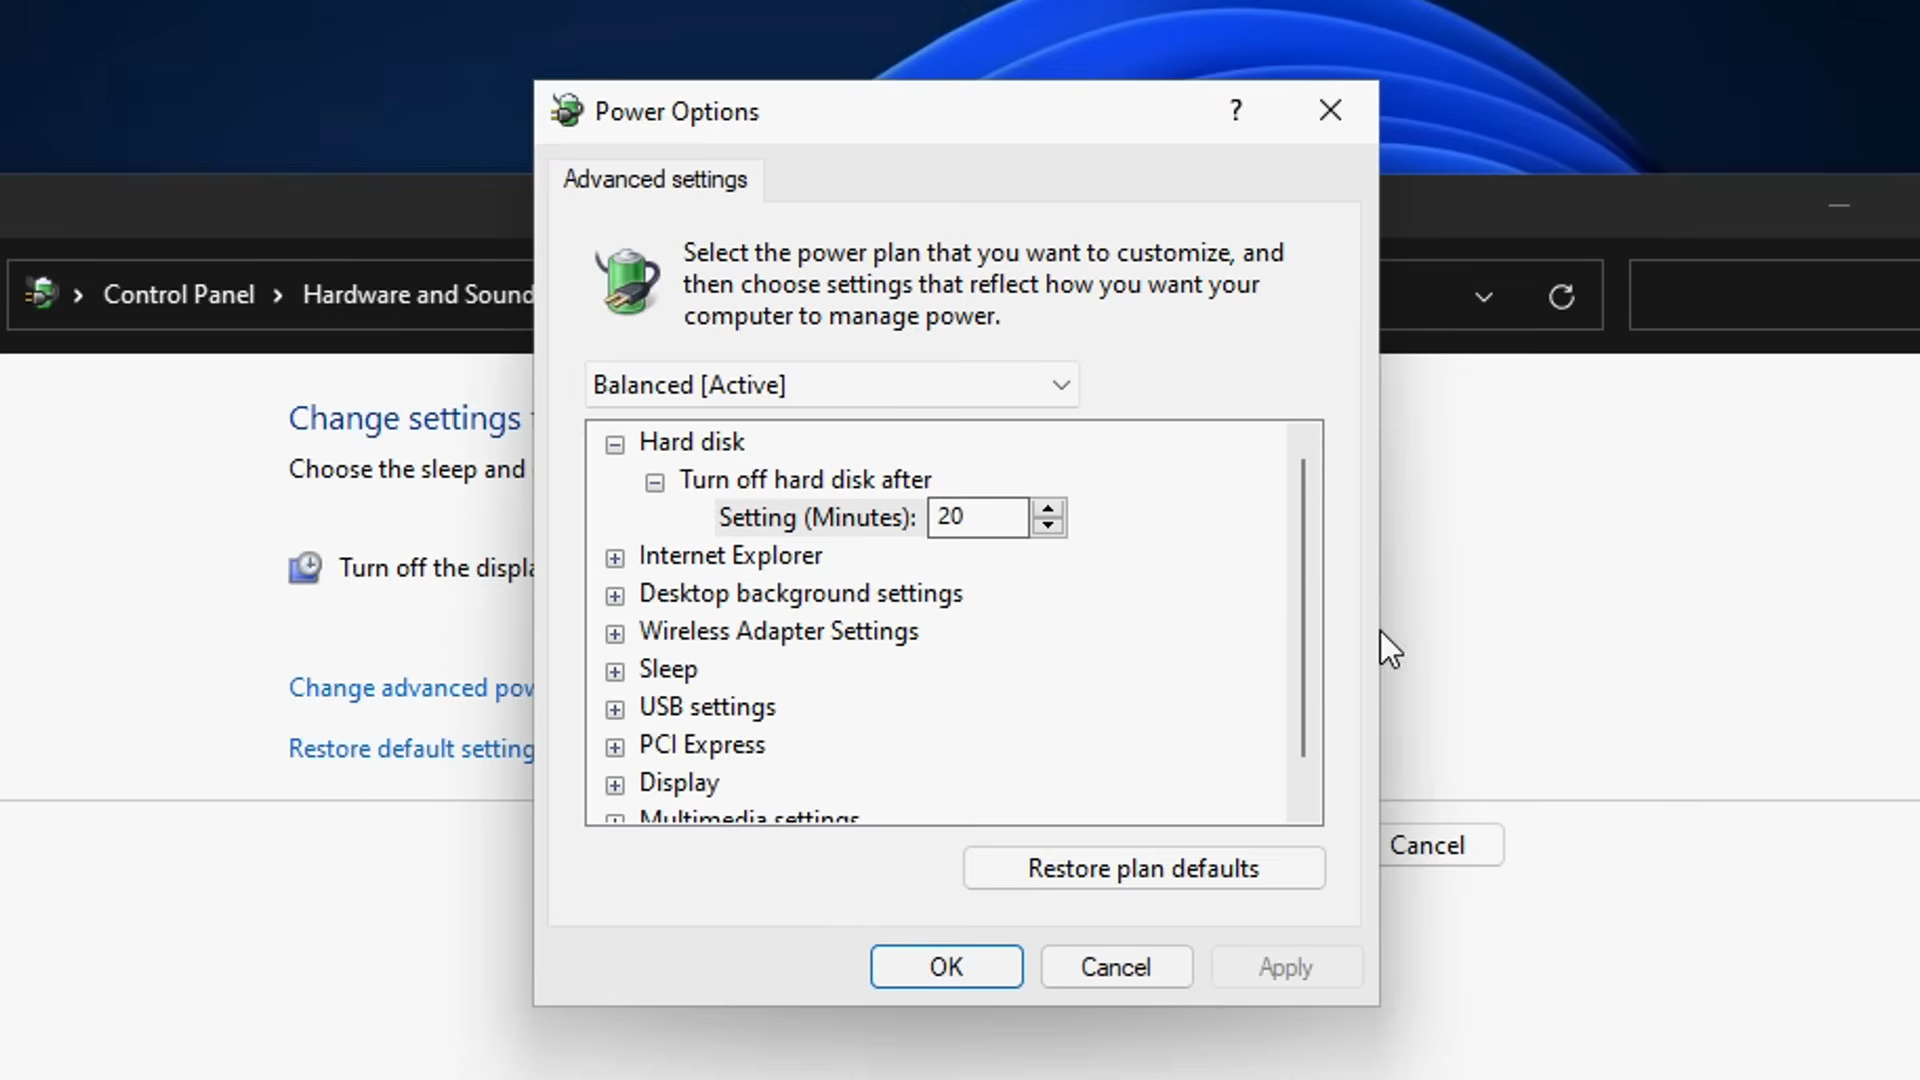 Power Options
?
Advanced settings
Select the power plan that you want to customize, and
then choose settings that reflect how you want your
computer to manage power.
Control Panel
Hardware and Sound
Balanced [Active]
Change settings
Choose the sleep and
Hard disk
Turn off hard disk after
Setting (Minutes): 20
Internet Explorer
Turn off the displa
Desktop background settings
Wireless Adapter Settings
Sleep
Change advanced pow
USB settings
PCI Express
Restore default setting
Display
Multimedia settings
Cancel
Restore plan defaults
OK
Cancel
Apply